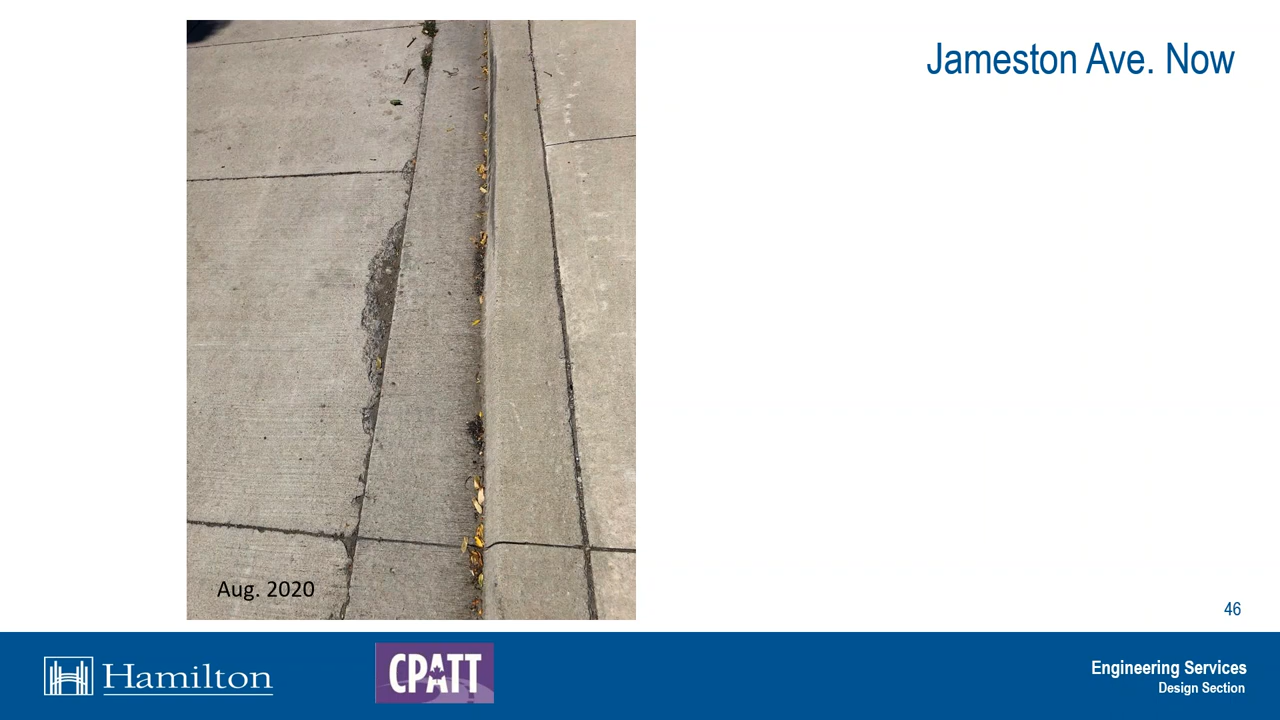 Jameston Ave. Now
Aug. 2020
46
Hamilton
CPATT
Engineering Services
Design Section